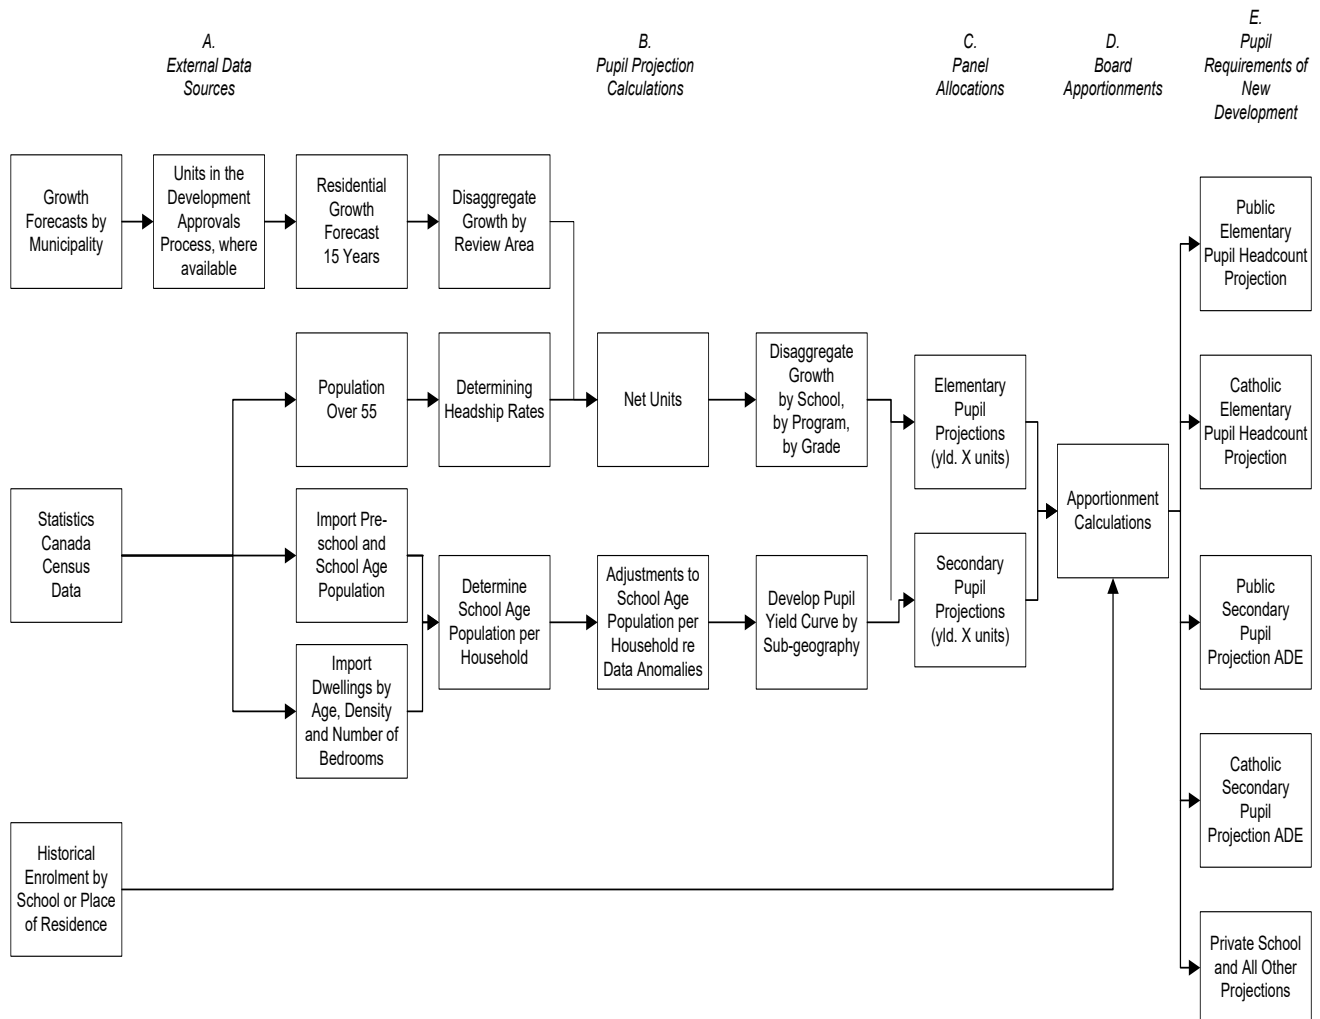 A.
External Data
Sources
B.
Pupil Projection
Calculations
C.
Panel
Allocations
D.
Board
Apportionments
E.
Pupil
Requirements of
New
Development
Growth
Forecasts by
Municipality
Units in the
Development
Approvals
Process, where
available
Residential
Growth
Forecast
15 Years
Disaggregate
Growth by
Review Area
Public
Elementary
Pupil Headcount
Projection
Population
Over 55
Determining
Headship Rates
Net Units
Disaggregate
Growth
by School,
by Program,
by Grade
Elementary
Pupil
Projections
(yld. X units)
Catholic
Elementary
Pupil Headcount
Projection
Statistics
Canada
Census
Data
Import Pre-
school and
School Age
Population
Apportionment
Calculations
Import
Dwellings by
Age, Density
and Number of
Bedrooms
Determine
School Age
Population per
Household
Adjustments to
School Age
Population per
Household re
Data Anomalies
Develop Pupil
Yield Curve by
Sub-geography
Secondary
Pupil
Projections
(yld. X units)
Public
Secondary
Pupil
Projection ADE
Catholic
Secondary
Pupil
Projection ADE
Historical
Enrolment by
School or Place
of Residence
Private School
and All Other
Projections